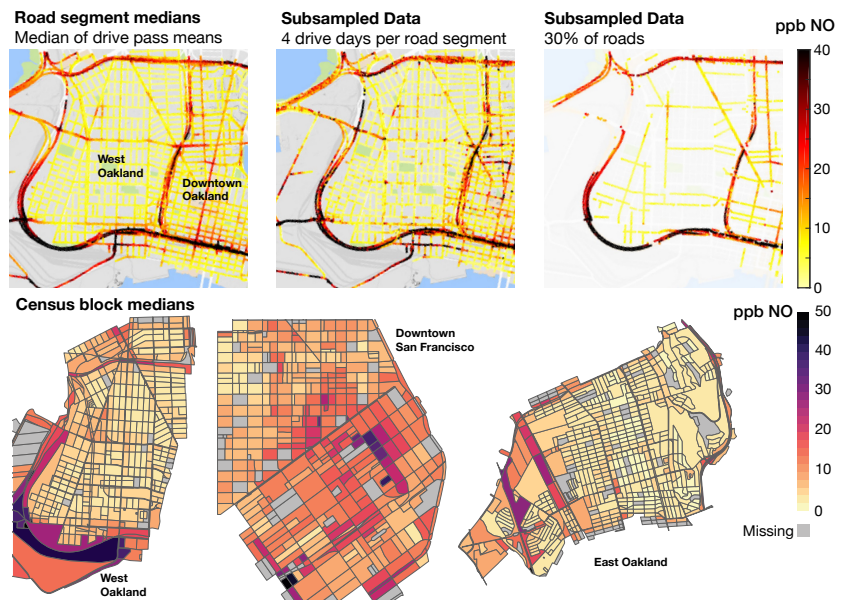 Road segment medians
Median of drive pass means
Subsampled Data
4 drive days per road segment
Subsampled Data
30% of roads
ppb NO
40
30
20
10
0
West
Oakland
Downtown
Oakland
Census block medians
ppb NO
50
40
30
20
10
0
Missing
Downtown
San Francisco
West
Oakland
East Oakland